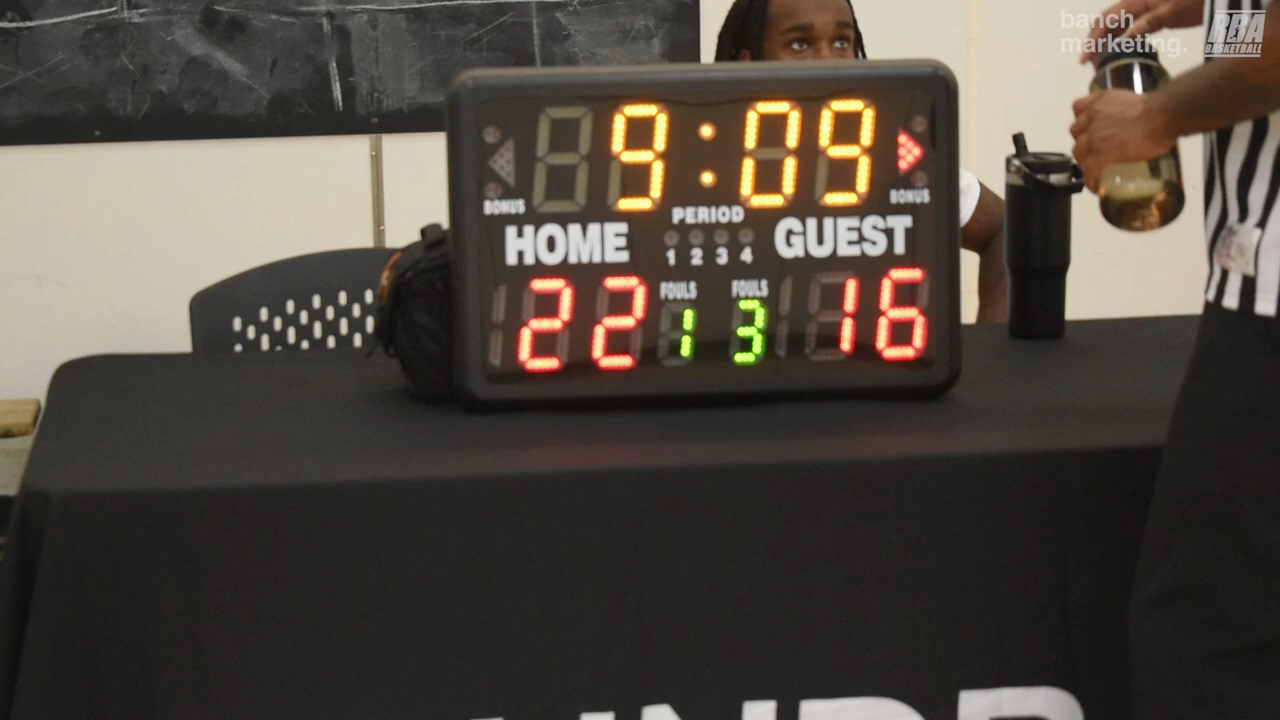 banch
marketing.
RBA
BASKETBALL
9:09
BONUS PERIOD BONUS
HOME 1 2 3 4 GUEST
FOULS FOULS
22 1 3 16